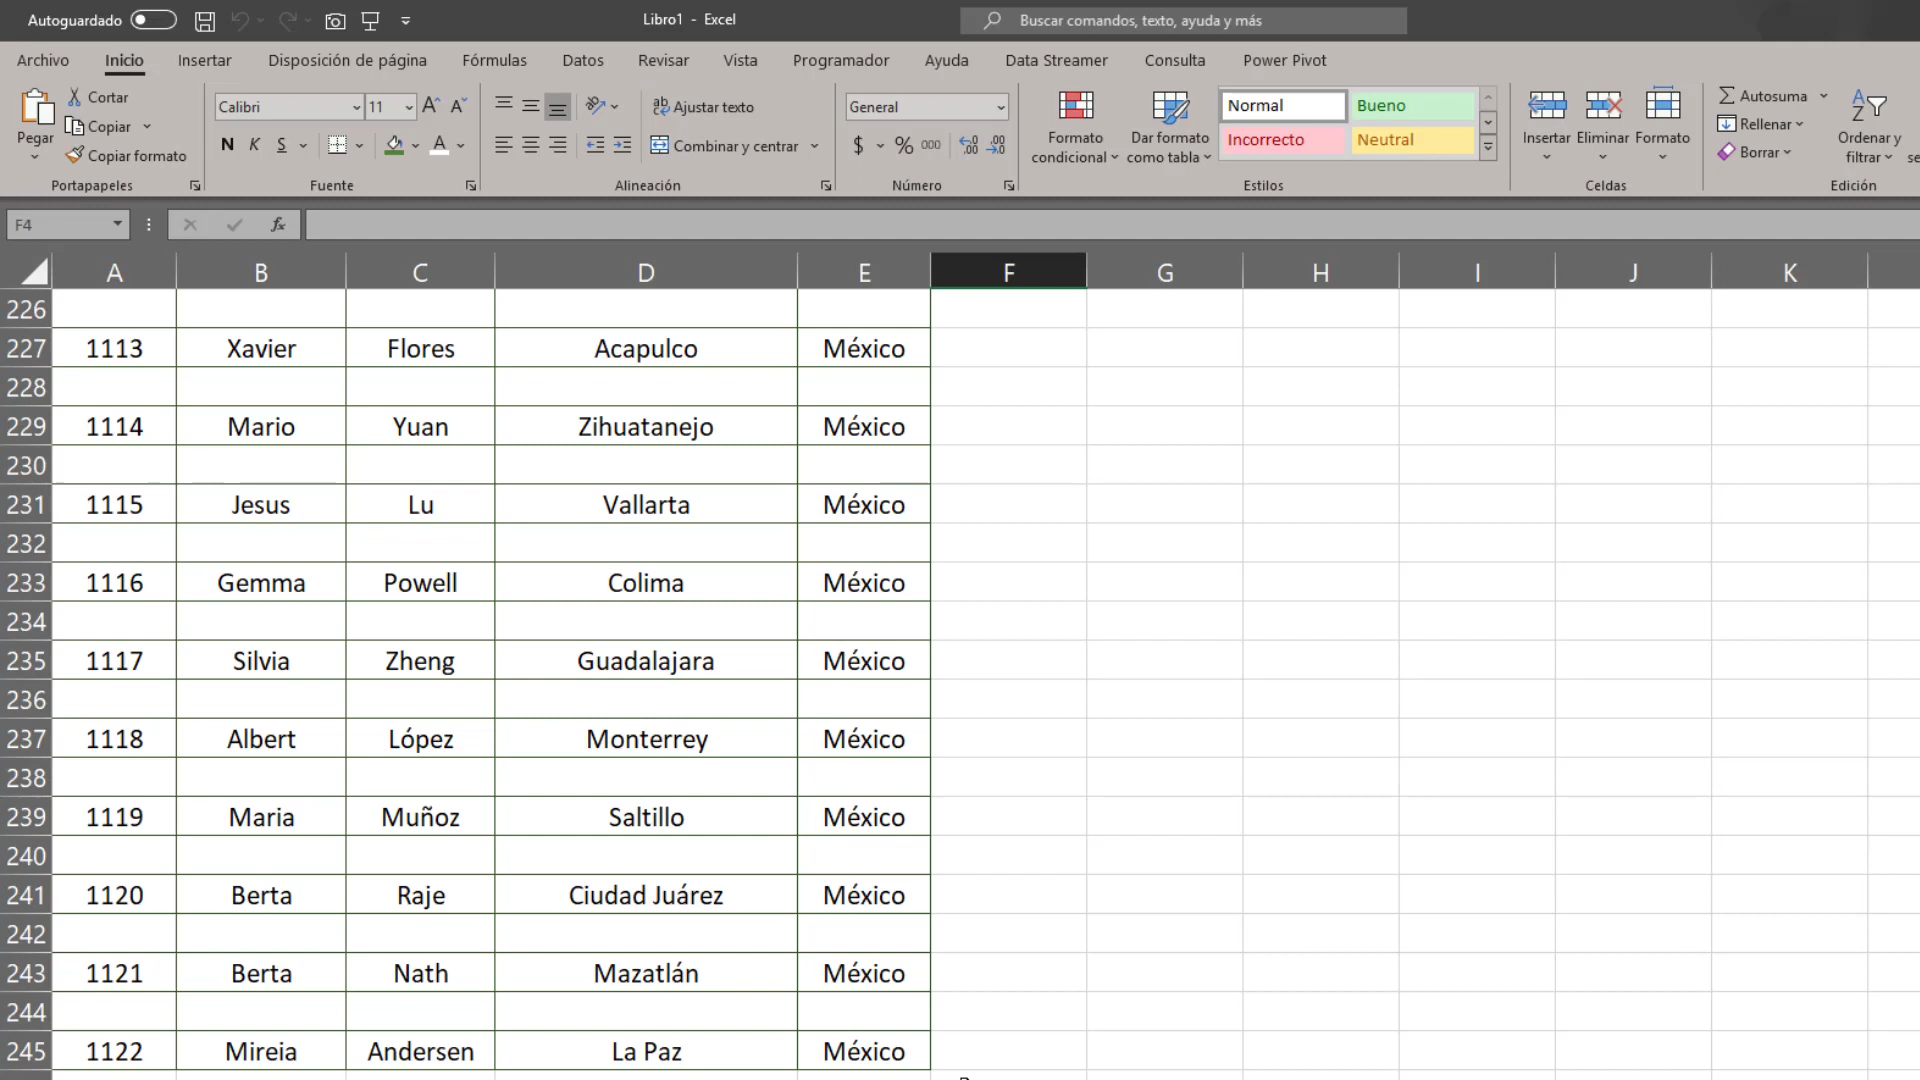 Autoguardado
Libro1 - Excel
Buscar comandos, texto, ayuda y más
Archivo Inicio Insertar Disposición de página Fórmulas Datos Revisar Vista Programador Ayuda Data Streamer Consulta Power Pivot
Pegar
Cortar
Copiar
Copiar formato
Portapapeles
Calibri 11 A A
N K S A
Fuente
ab Ajustar texto
Combinar y centrar
Alineación
General
$ % 000
Número
Formato condicional
Dar formato como tabla
Normal Bueno
Incorrecto Neutral
Estilos
Insertar Eliminar Formato
Celdas
Autosuma
Rellenar
Borrar
Ordenar y filtrar
Edición
F4 fx
A B C D E F G H I J K
226
227 1113 Xavier Flores Acapulco México
228
229 1114 Mario Yuan Zihuatanejo México
230
231 1115 Jesus Lu Vallarta México
232
233 1116 Gemma Powell Colima México
234
235 1117 Silvia Zheng Guadalajara México
236
237 1118 Albert López Monterrey México
238
239 1119 Maria Muñoz Saltillo México
240
241 1120 Berta Raje Ciudad Juárez México
242
243 1121 Berta Nath Mazatlán México
244
245 1122 Mireia Andersen La Paz México